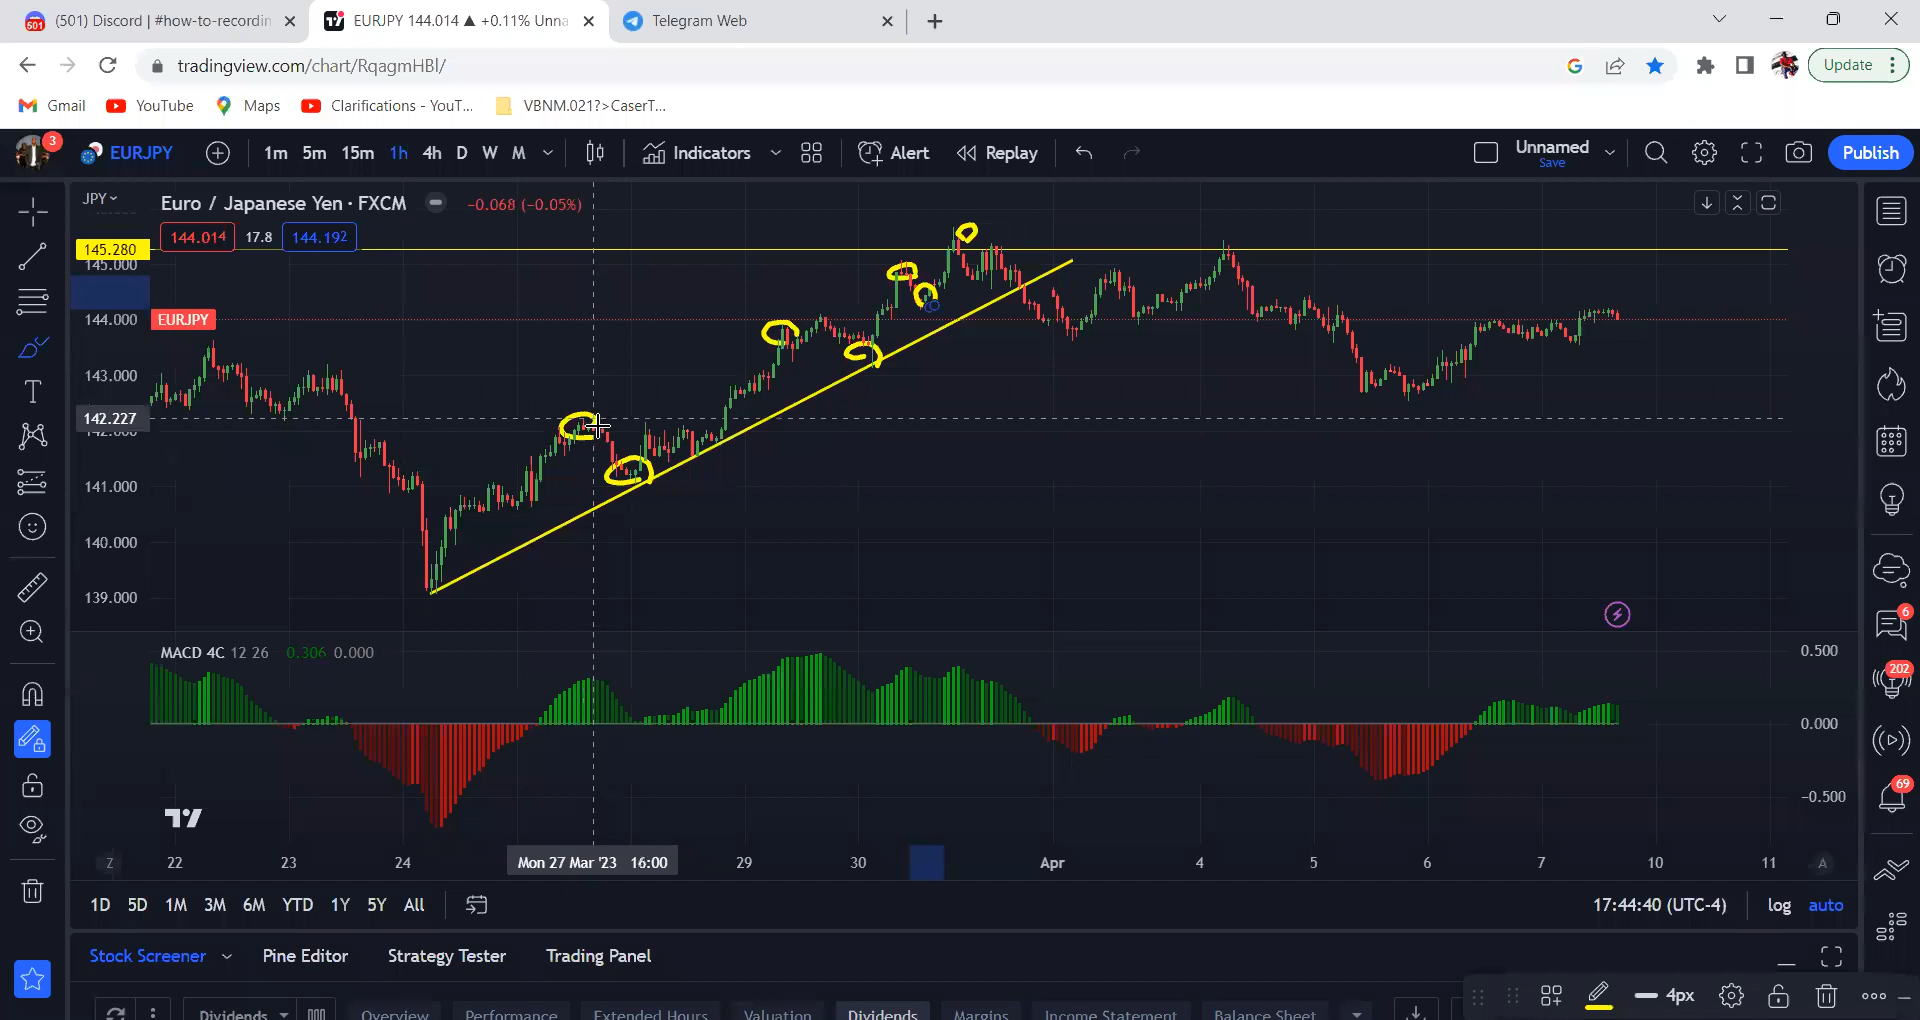 (501) Discord | #how-to-recordin
EURJPY 144.014 ▲ +0.11% Unna
Telegram Web
tradingview.com/chart/RqagmHBl/
Update
Gmail
YouTube
Maps
Clarifications - YouT...
VBNM.021?>CaserT...
3
EURJPY
1m 5m 15m 1h 4h D W M
Indicators
Alert
Replay
Unnamed
Save
Publish
JPY
Euro / Japanese Yen · FXCM
-0.068 (-0.05%)
144.014 17.8 144.192
145.280
145.000
144.000
EURJPY
143.000
142.227
142.000
141.000
140.000
139.000
MACD 4C 12 26 0.306 0.000
0.500
0.000
-0.500
6
202
69
Z 22 23 24 Mon 27 Mar '23 16:00 29 30 Apr 4 5 6 7 10 11 A
1D 5D 1M 3M 6M YTD 1Y 5Y All
17:44:40 (UTC-4)
log
auto
Stock Screener
Pine Editor
Strategy Tester
Trading Panel
4px
Dividends
Overview
Performance
Extended Hours
Valuation
Dividends
Margins
Income Statement
Balance Sheet